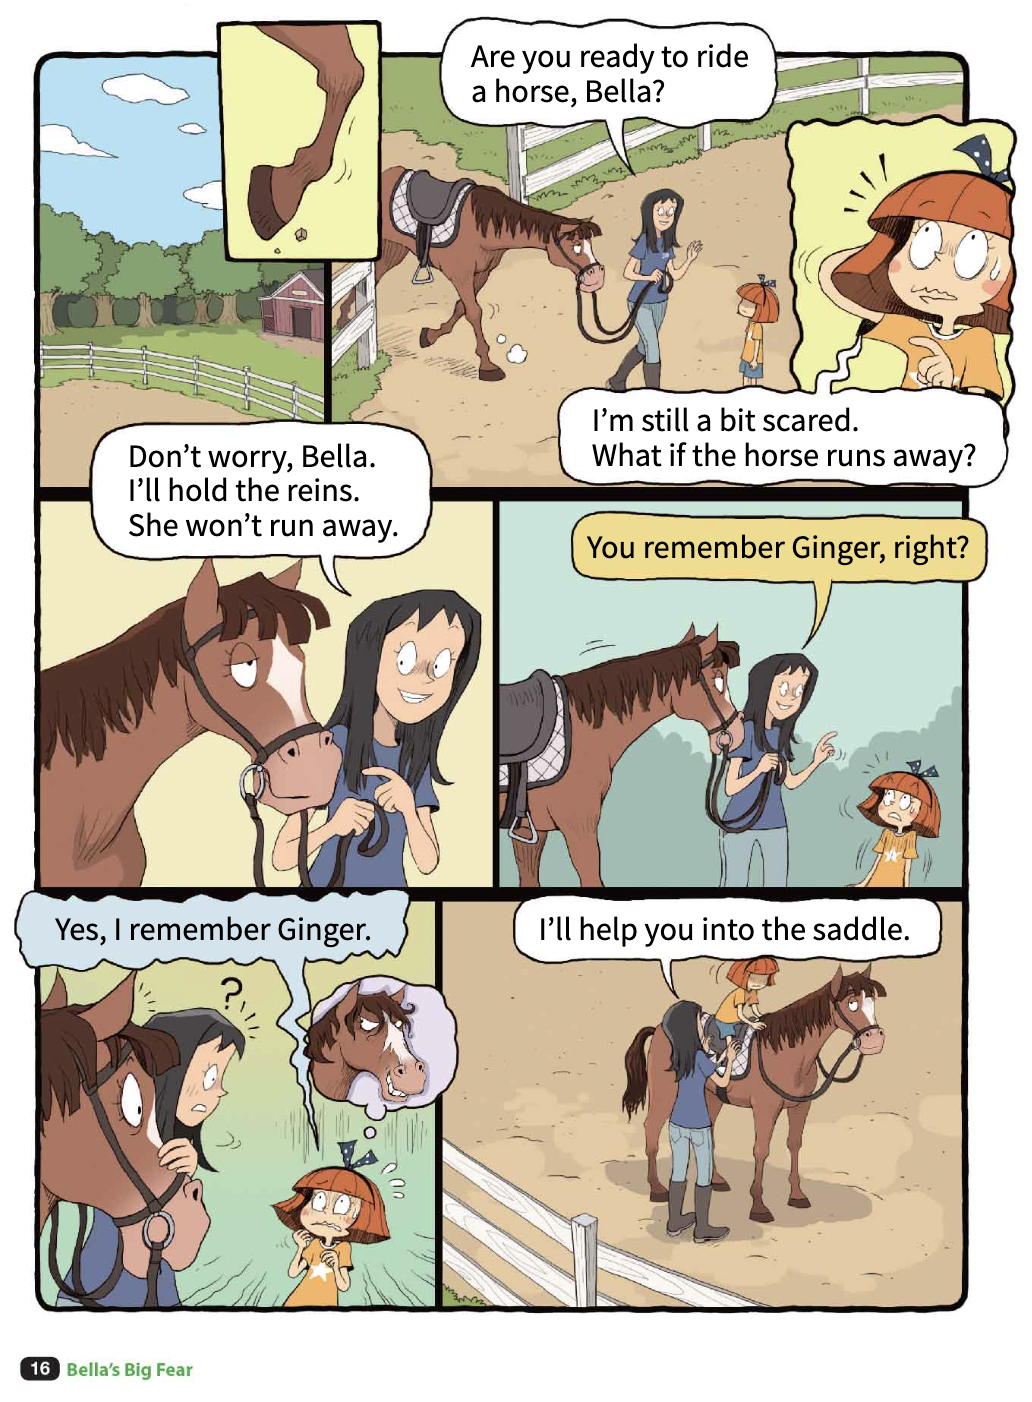 Are you ready to ride
a horse, Bella?
I'm still a bit scared.
What if the horse runs away?
Don't worry, Bella.
I'll hold the reins.
She won't run away.
You remember Ginger, right?
Yes, I remember Ginger.
?
I'll help you into the saddle.
16 Bella's Big Fear